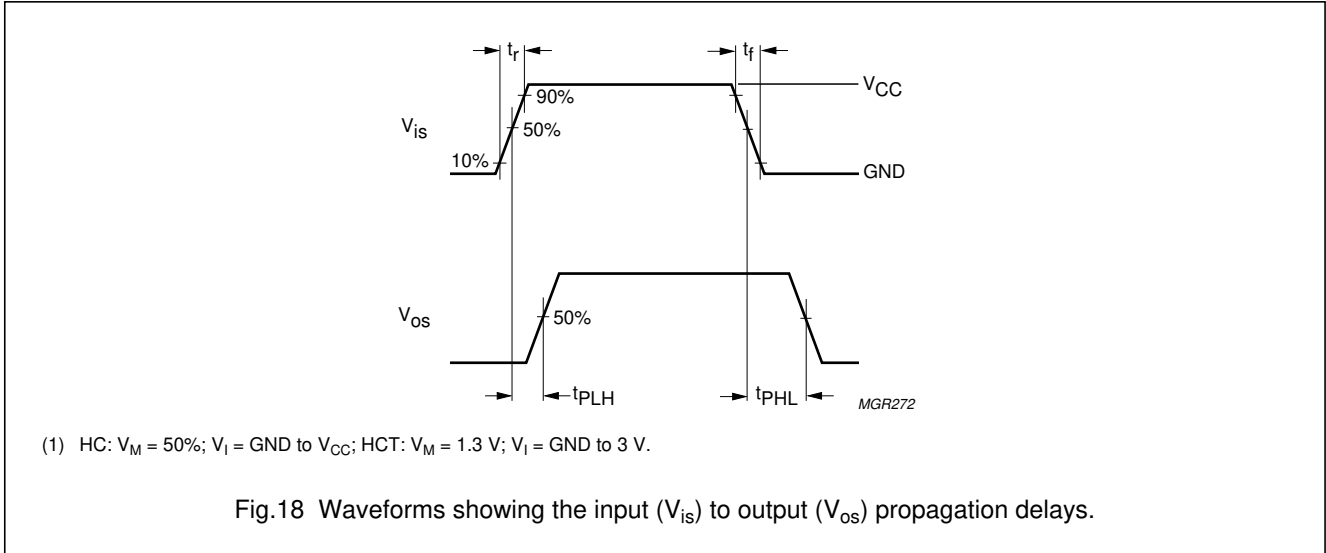 tr
tf
VCC
90%
Vis
50%
10%
GND
Vos
50%
tPLH
tPHL
MGR272
(1) HC: VM = 50%; VI = GND to VCC; HCT: VM = 1.3 V; VI = GND to 3 V.
Fig.18 Waveforms showing the input (Vis) to output (Vos) propagation delays.